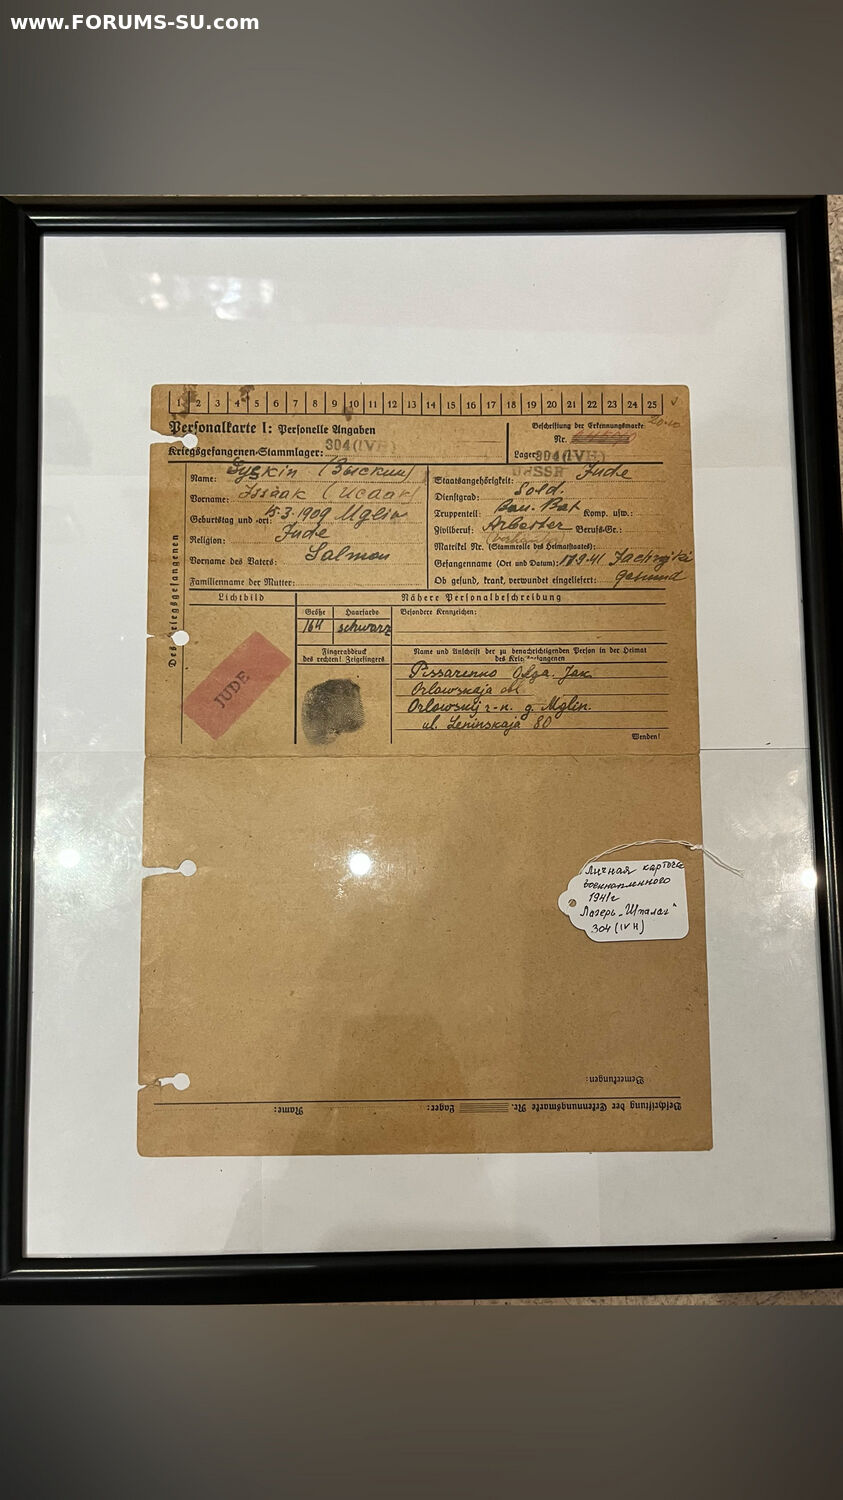 www.FORUMS-SU.com
1 2 3 4 5 6 7 8 9 10 11 12 13 14 15 16 17 18 19 20 21 22 23 24 25
Personalkarte I: Personelle Angaben
Beschriftung der Erkennungsmarke
Kriegsgefangenen-Stammlager: 304 (IV H)
Nr.
Lager: 304 (IV H)
Des Kriegsgefangenen
Name: Syskin (Зыскин)
Staatsangehörigkeit: UdSSR Jude
Vorname: Issaak (Исаак)
Dienstgrad: Sold.
Geburtstag und -ort: 15.3.1909 Mglin
Truppenteil: Bau. Bat Komp. usw.:
Religion: Jude
Zivilberuf: Arbeiter Berufs-Gr.:
Matrikel Nr. (Stammrolle des Heimatstaates):
Vorname des Vaters: Salmon
Gefangenname (Ort und Datum): 17.9.41
Familienname der Mutter:
Ob gesund, krank, verwundet eingeliefert: gesund
Lichtbild
Nähere Personalbeschreibung
Größe Haarfarbe Besondere Kennzeichen:
164 schwarz
JUDE
Fingerabdruck
des rechten! Zeigefingers
Name und Anschrift der zu benachrichtigenden Person in der Heimat
des Kriegsgefangenen
Pissarenko Olga. Jak.
Orlowskaja obl.
Orlowskij r-n. g. Mglin.
ul. Leninskaja 80
Wenden!
Личная карточка
военнопленного
1941г
Лагерь „Шталаг"
304 (IV H)
Bemerkungen:
Name: Lager: Beschriftung der Erkennungsmarke Nr.